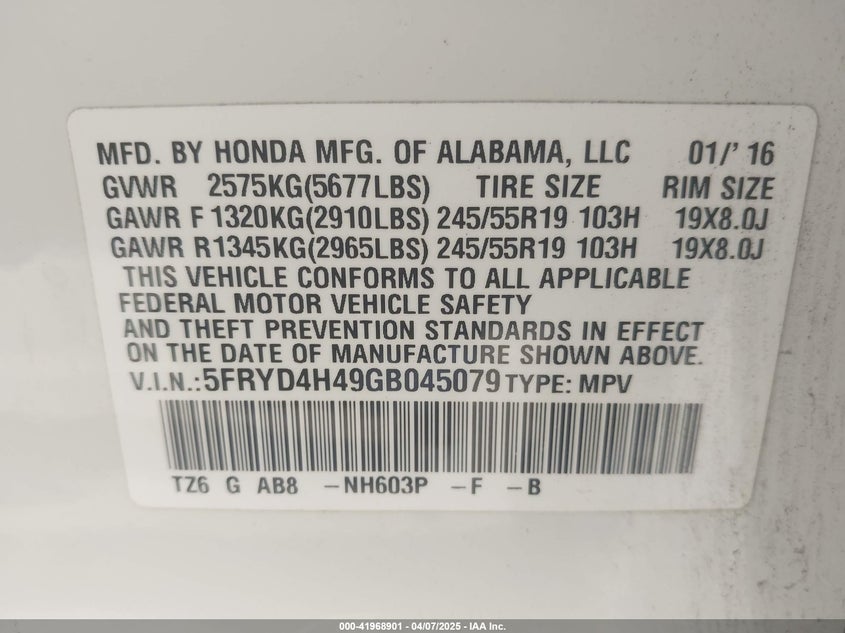 MFD. BY HONDA MFG. OF ALABAMA, LLC 01/' 16
GVWR 2575KG(5677LBS) TIRE SIZE RIM SIZE
GAWR F 1320KG(2910LBS) 245/55R19 103H 19X8.0J
GAWR R1345KG(2965LBS) 245/55R19 103H 19X8.0J
THIS VEHICLE CONFORMS TO ALL APPLICABLE
FEDERAL MOTOR VEHICLE SAFETY
AND THEFT PREVENTION STANDARDS IN EFFECT
ON THE DATE OF MANUFACTURE SHOWN ABOVE.
V.I.N.:5FRYD4H49GB045079 TYPE: MPV
TZ6 G AB8 -NH603P -F -B
000-41968901 - 04/07/2025 - IAA Inc.